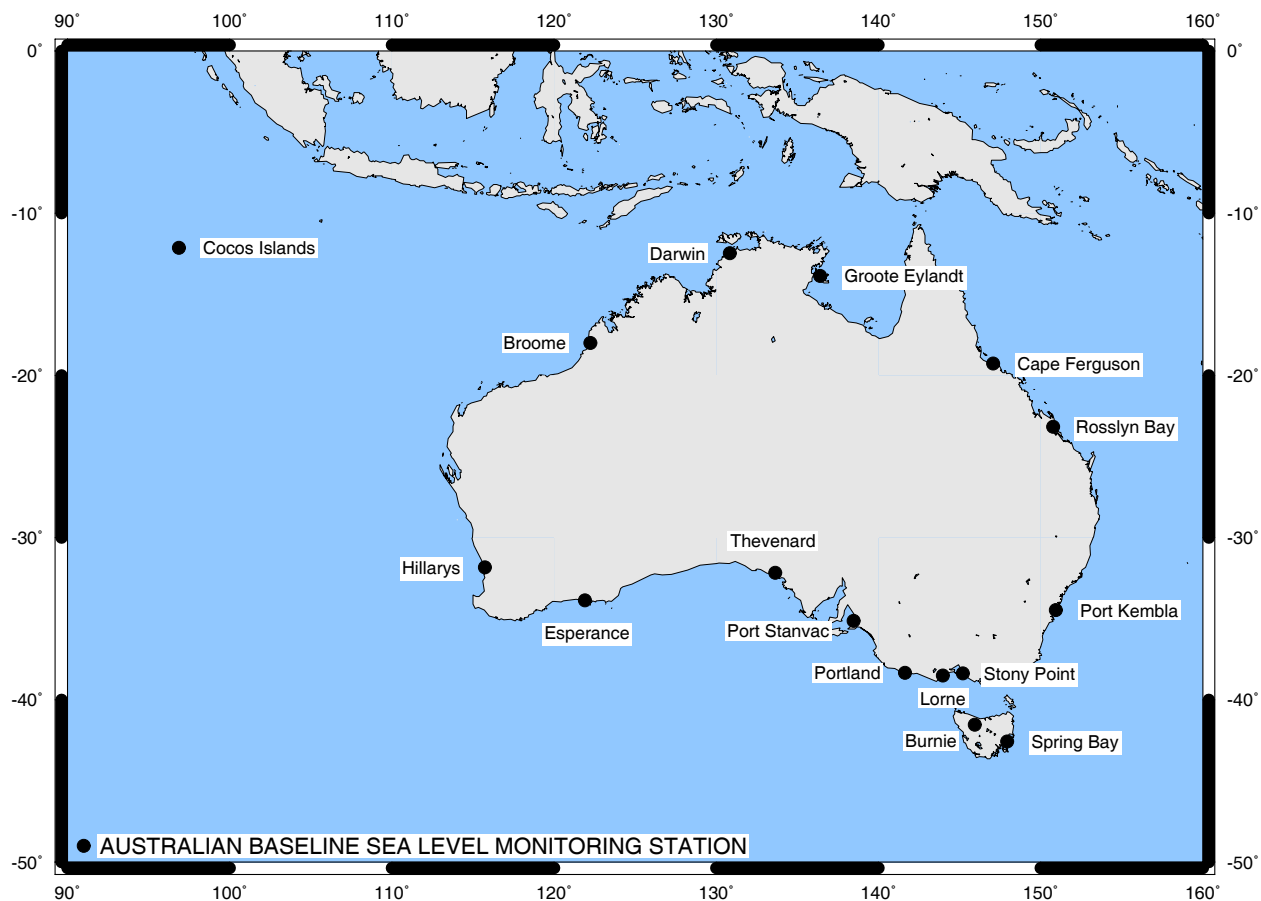 90˚ 100˚ 110˚ 120˚ 130˚ 140˚ 150˚ 160˚
0˚ 0˚
-10˚ -10˚
Cocos Islands
Darwin
Groote Eylandt
Broome
Cape Ferguson
-20˚ -20˚
Rosslyn Bay
-30˚ -30˚
Thevenard
Hillarys
Port Kembla
Esperance
Port Stanvac
Portland
Stony Point
Lorne
-40˚ -40˚
Burnie
Spring Bay
AUSTRALIAN BASELINE SEA LEVEL MONITORING STATION
-50˚ -50˚
90˚ 100˚ 110˚ 120˚ 130˚ 140˚ 150˚ 160˚